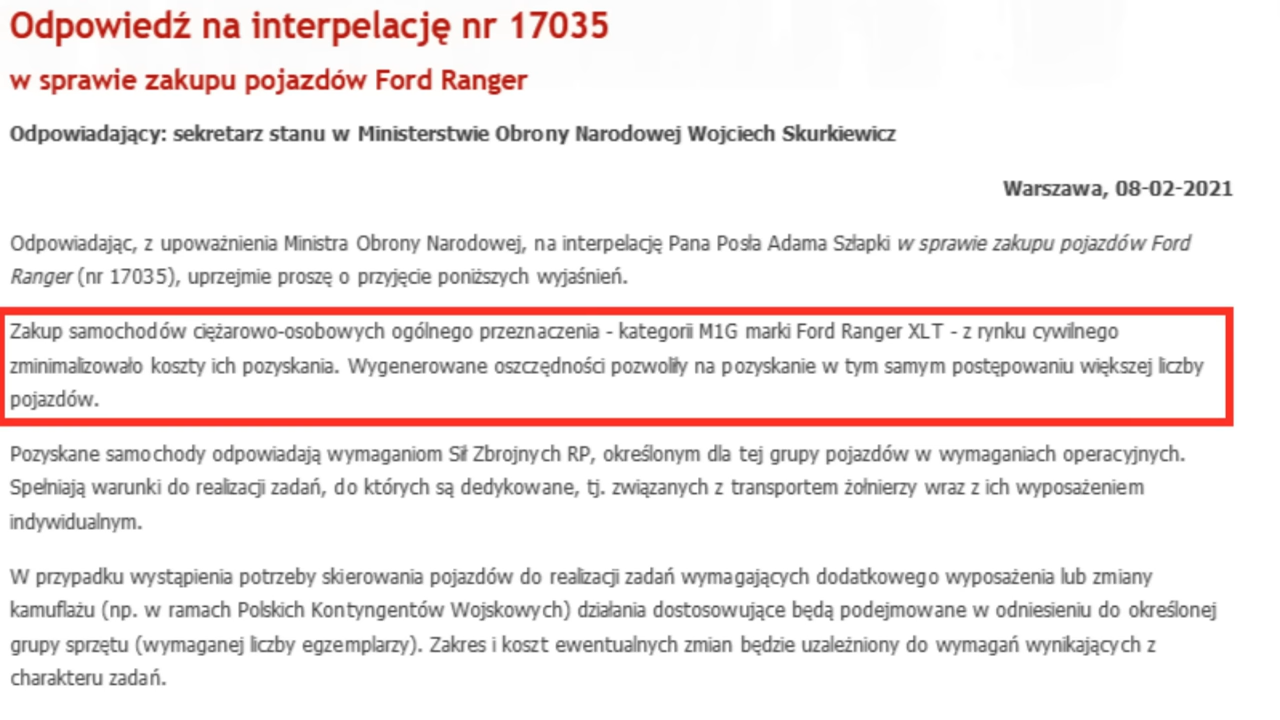 Odpowiedź na interpelację nr 17035
w sprawie zakupu pojazdów Ford Ranger
Odpowiadający: sekretarz stanu w Ministerstwie Obrony Narodowej Wojciech Skurkiewicz
Warszawa, 08-02-2021
Odpowiadając, z upoważnienia Ministra Obrony Narodowej, na interpelację Pana Posła Adama Szłapki w sprawie zakupu pojazdów Ford
Ranger (nr 17035), uprzejmie proszę o przyjęcie poniższych wyjaśnień.
Zakup samochodów ciężarowo-osobowych ogólnego przeznaczenia - kategorii M1G marki Ford Ranger XLT - z rynku cywilnego
zminimalizowało koszty ich pozyskania. Wygenerowane oszczędności pozwoliły na pozyskanie w tym samym postępowaniu większej liczby
pojazdów.
Pozyskane samochody odpowiadają wymaganiom Sił Zbrojnych RP, określonym dla tej grupy pojazdów w wymaganiach operacyjnych.
Spełniają warunki do realizacji zadań, do których są dedykowane, tj. związanych z transportem żołnierzy wraz z ich wyposażeniem
indywidualnym.
W przypadku wystąpienia potrzeby skierowania pojazdów do realizacji zadań wymagających dodatkowego wyposażenia lub zmiany
kamuflażu (np. w ramach Polskich Kontyngentów Wojskowych) działania dostosowujące będą podejmowane w odniesieniu do określonej
grupy sprzętu (wymaganej liczby egzemplarzy). Zakres i koszt ewentualnych zmian będzie uzależniony do wymagań wynikających z
charakteru zadań.